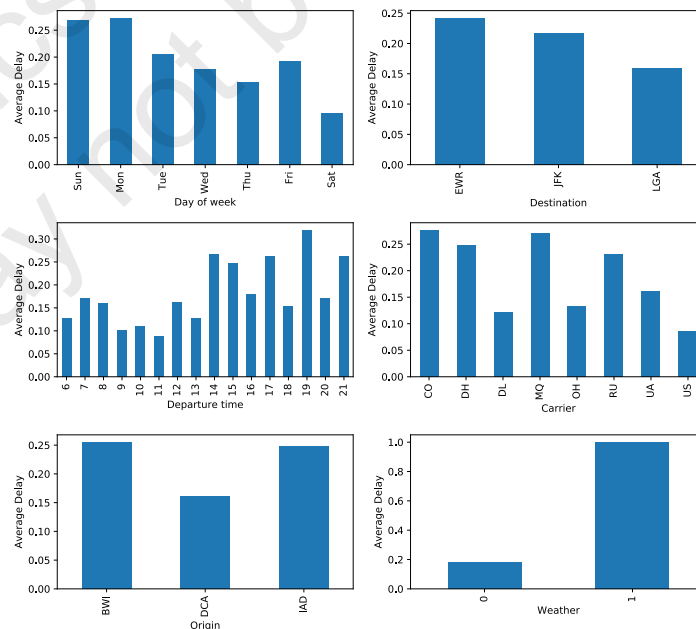 Average Delay
0.25
0.20
0.15
0.10
0.05
0.00
Sun
Mon
Tue
Wed
Thu
Fri
Sat
Day of week
Average Delay
0.25
0.20
0.15
0.10
0.05
0.00
EWR
JFK
LGA
Destination
Average Delay
0.30
0.25
0.20
0.15
0.10
0.05
0.00
6
7
8
9
10
11
12
13
14
15
16
17
18
19
20
21
Departure time
Average Delay
0.25
0.20
0.15
0.10
0.05
0.00
CO
DH
DL
MQ
OH
RU
UA
US
Carrier
Average Delay
0.25
0.20
0.15
0.10
0.05
0.00
BWI
DCA
IAD
Origin
Average Delay
1.0
0.8
0.6
0.4
0.2
0.0
0
1
Weather
not